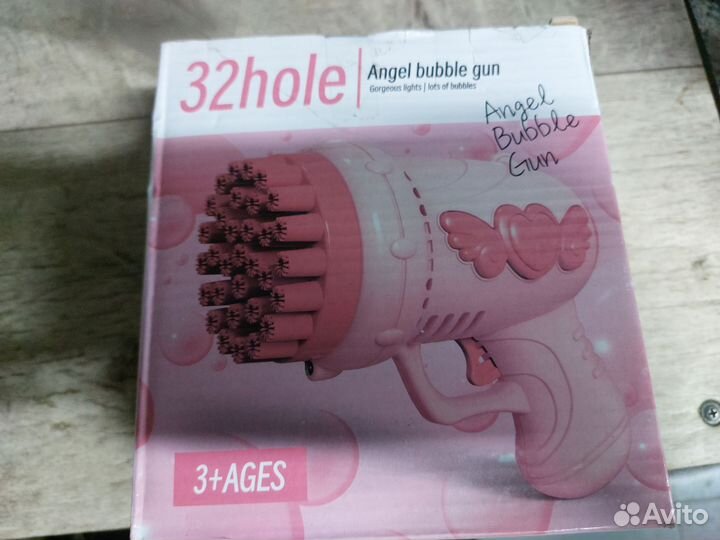 32hole
Angel bubble gun
Gorgeous lights | lots of bubbles
Angel
Bubble
Gun
3+AGES
Avito